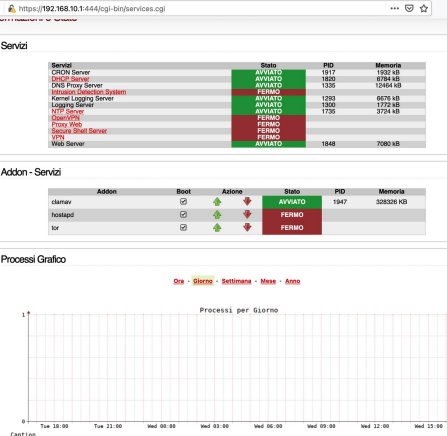 https://192.168.10.1:444/cgi-bin/services.cgi
Servizi
Servizi Stato PID Memoria
CRON Server AVVIATO 1917 1932 kB
DHCP Server AVVIATO 1820 6784 kB
DNS Proxy Server AVVIATO 1335 12464 kB
Intrusion Detection System FERMO
Kernel Logging Server AVVIATO 1293 6676 kB
Logging Server AVVIATO 1300 1772 kB
NTP Server AVVIATO 1735 3724 kB
OpenVPN FERMO
Proxy Web FERMO
Secure Shell Server FERMO
VPN FERMO
Web Server AVVIATO 1848 7080 kB
Addon - Servizi
Addon Boot Azione Stato PID Memoria
clamav AVVIATO 1947 328328 kB
hostapd FERMO
tor FERMO
Processi Grafico
Ora - Giorno - Settimana - Mese - Anno
Processi per Giorno
1
0
Tue 18:00 Tue 21:00 Wed 00:00 Wed 03:00 Wed 06:00 Wed 09:00 Wed 12:00 Wed 15:00
Caption